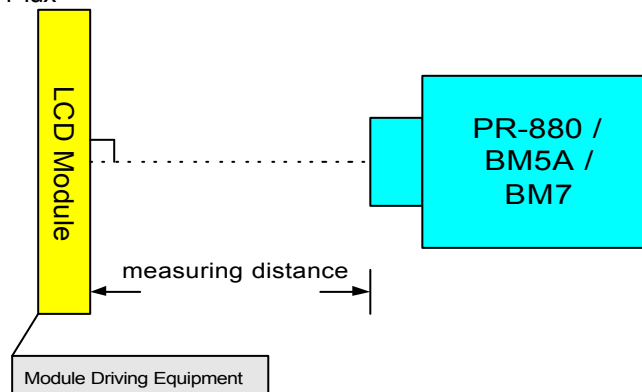 LCD Module
PR-880 /
BM5A /
BM7
measuring distance
Module Driving Equipment